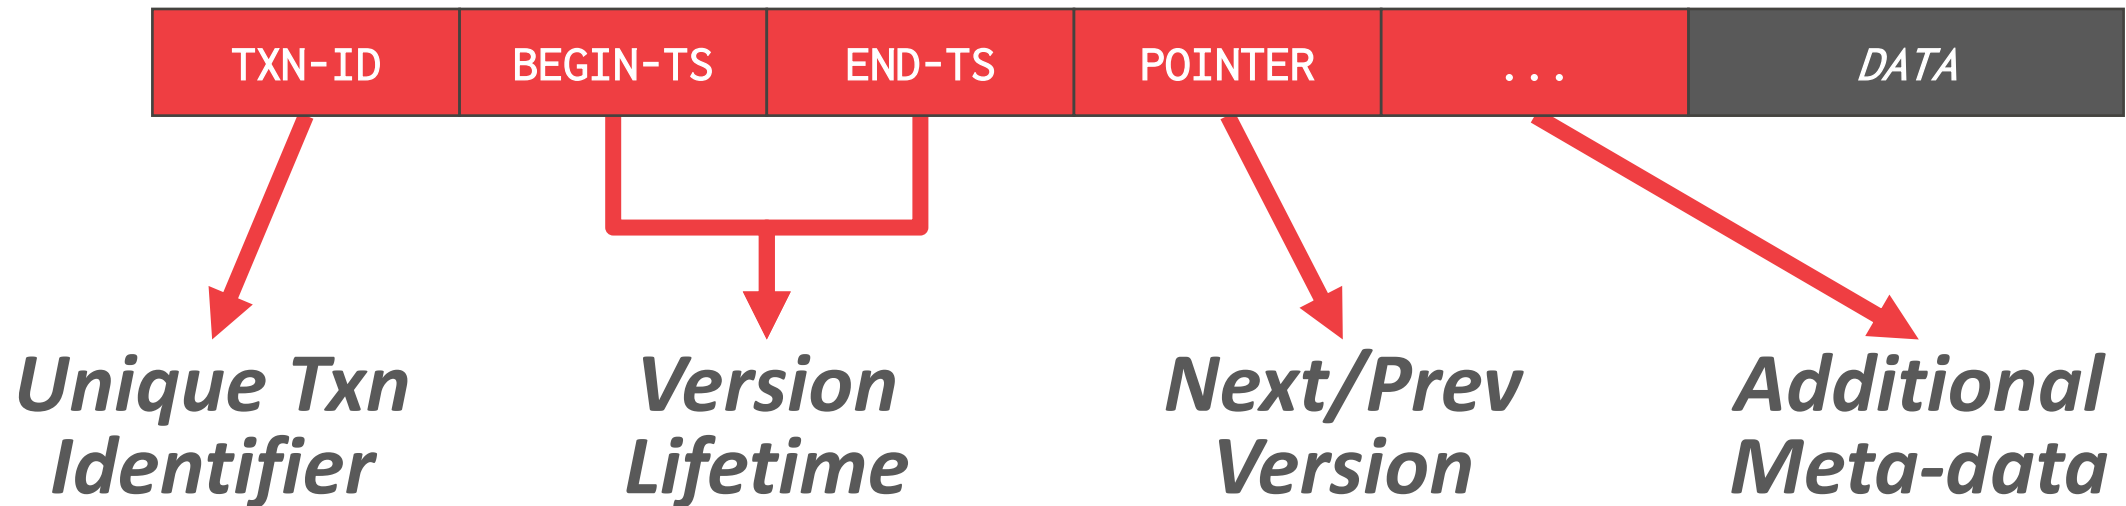 TXN-ID BEGIN-TS END-TS POINTER ... DATA
Unique Txn
Identifier
Version
Lifetime
Next/Prev
Version
Additional
Meta-data